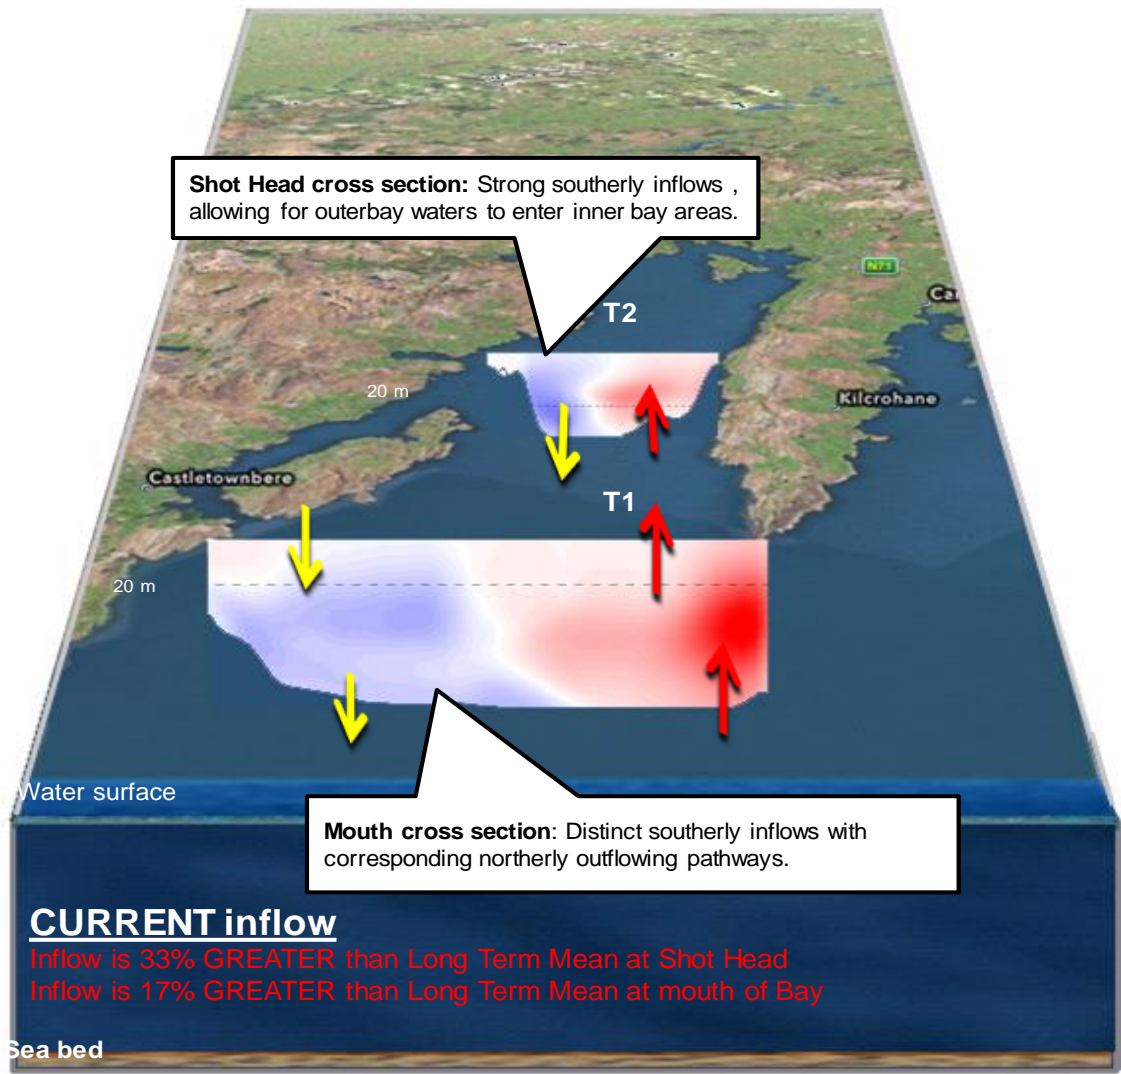 Shot Head cross section: Strong southerly inflows ,
allowing for outerbay waters to enter inner bay areas.
N71
T2
20 m
Kilcrohane
Castletownbere
T1
20 m
Water surface
Mouth cross section: Distinct southerly inflows with
corresponding northerly outflowing pathways.
CURRENT inflow
Inflow is 33% GREATER than Long Term Mean at Shot Head
Inflow is 17% GREATER than Long Term Mean at mouth of Bay
Sea bed